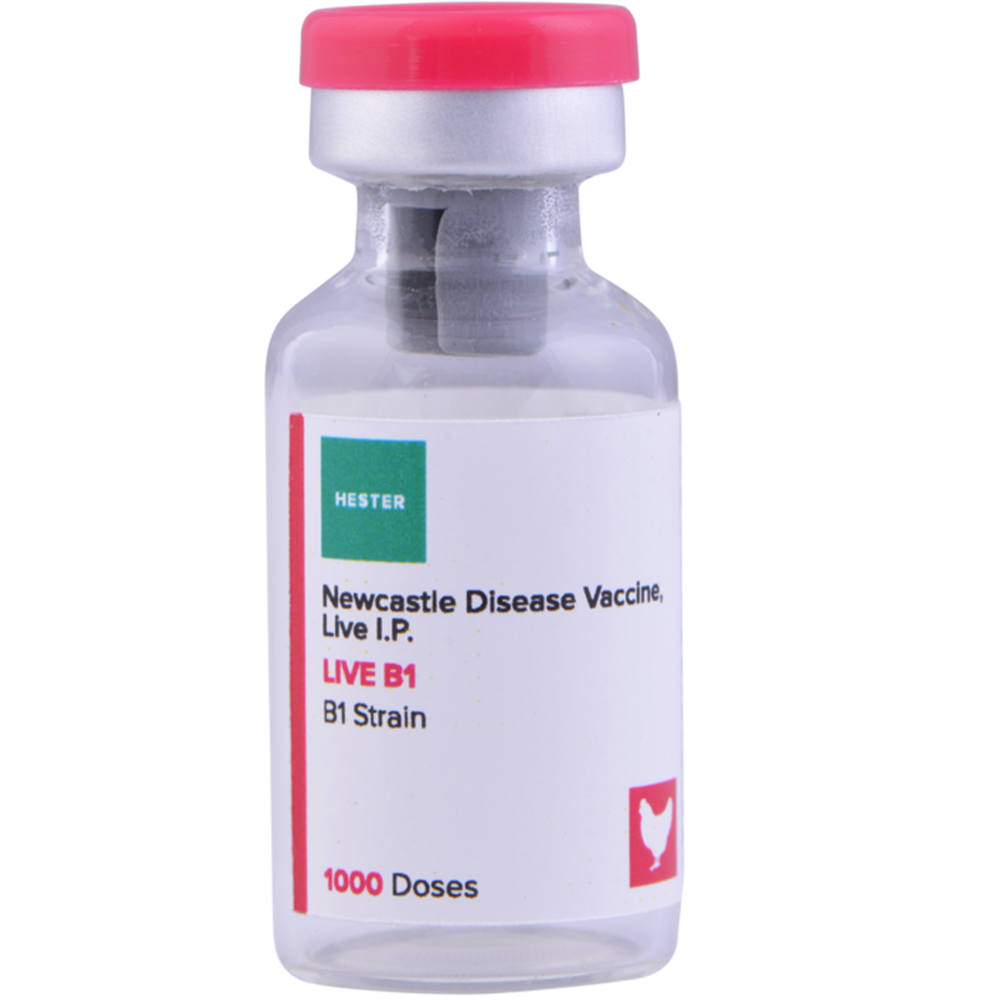 HESTER
Newcastle Disease Vaccine,
Live I.P.
LIVE B1
B1 Strain
1000 Doses